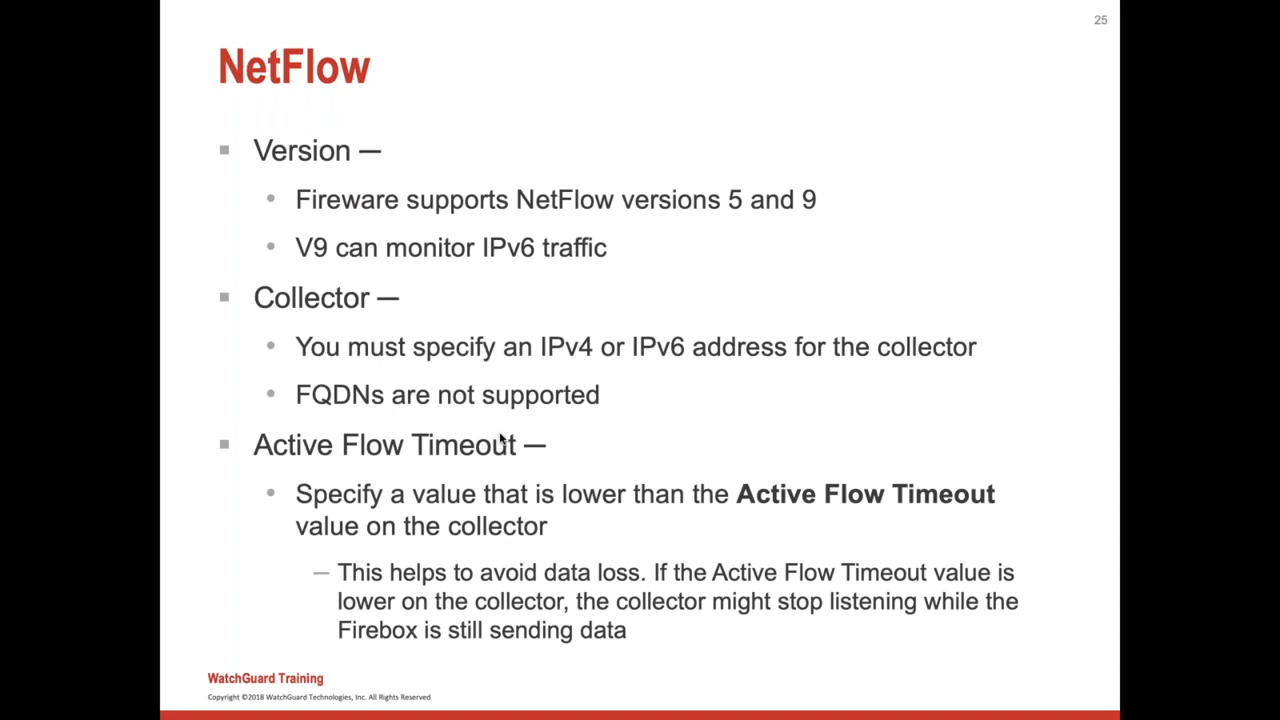 25
NetFlow
Version —
Fireware supports NetFlow versions 5 and 9
V9 can monitor IPv6 traffic
Collector —
You must specify an IPv4 or IPv6 address for the collector
FQDNs are not supported
Active Flow Timeout —
Specify a value that is lower than the Active Flow Timeout
value on the collector
— This helps to avoid data loss. If the Active Flow Timeout value is
lower on the collector, the collector might stop listening while the
Firebox is still sending data
WatchGuard Training
Copyright ©2018 WatchGuard Technologies, Inc. All Rights Reserved